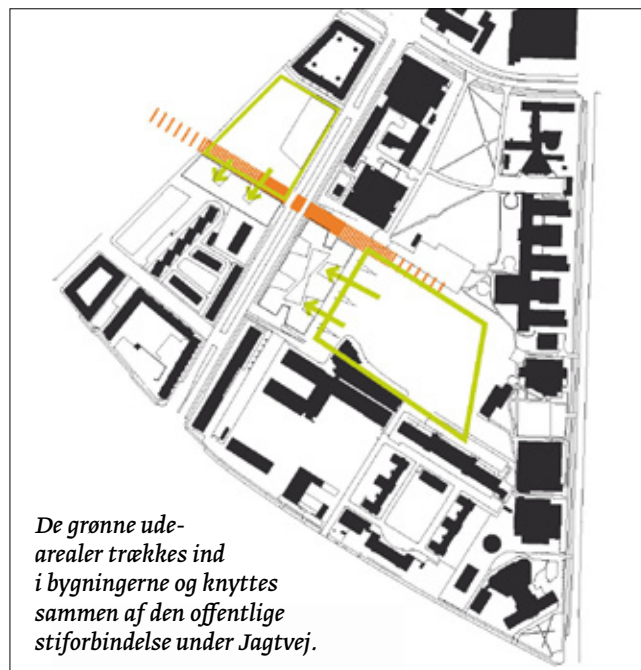 De grønne ude-
arealer trækkes ind
i bygningerne og knyttes
sammen af den offentlige
stiforbindelse under Jagtvej.